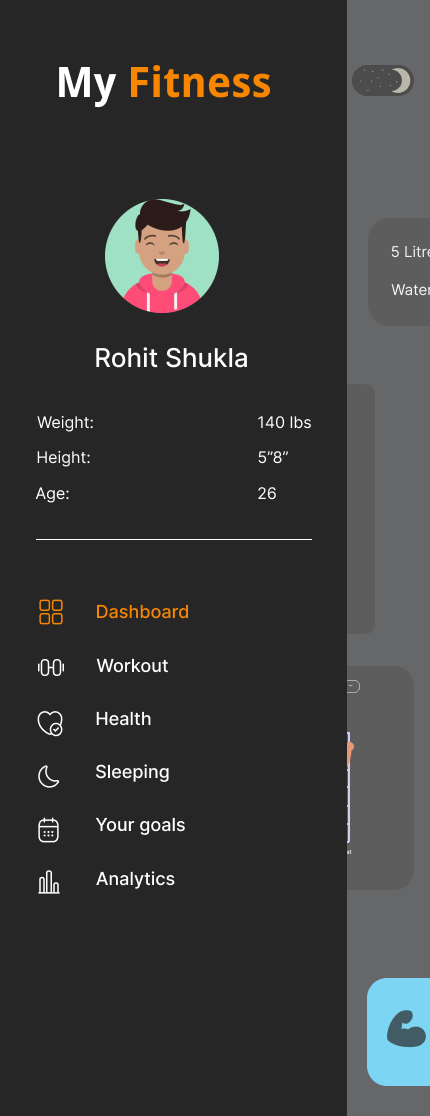 My Fitness
5 Litre
Water
Rohit Shukla
Weight: 140 lbs
Height: 5”8”
Age: 26
Dashboard
Workout
Health
Sleeping
Your goals
Analytics